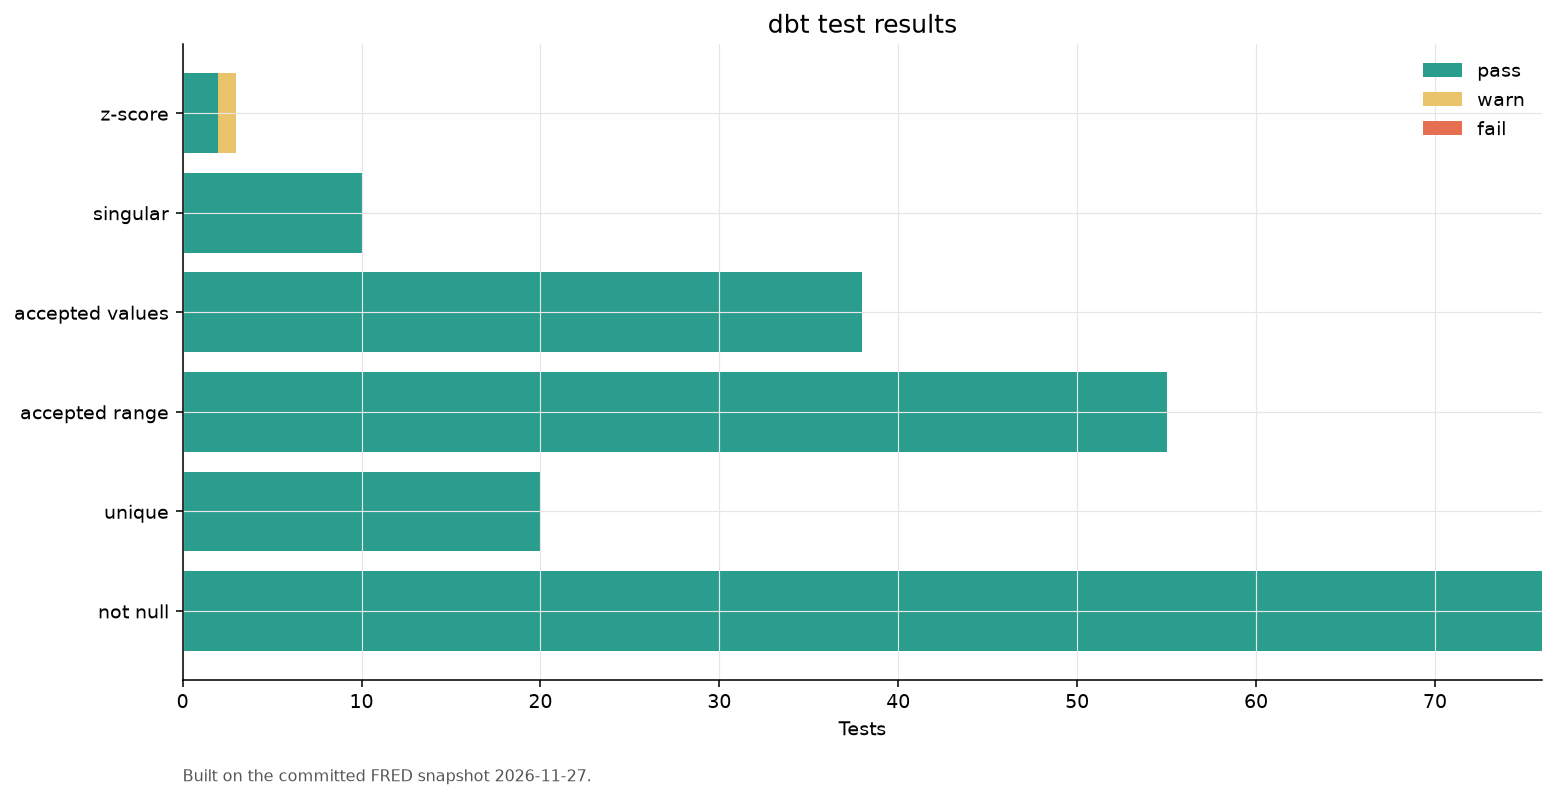 dbt test results
pass
warn
fail
z-score
singular
accepted values
accepted range
unique
not null
0 10 20 30 40 50 60 70
Tests
Built on the committed FRED snapshot 2026-11-27.